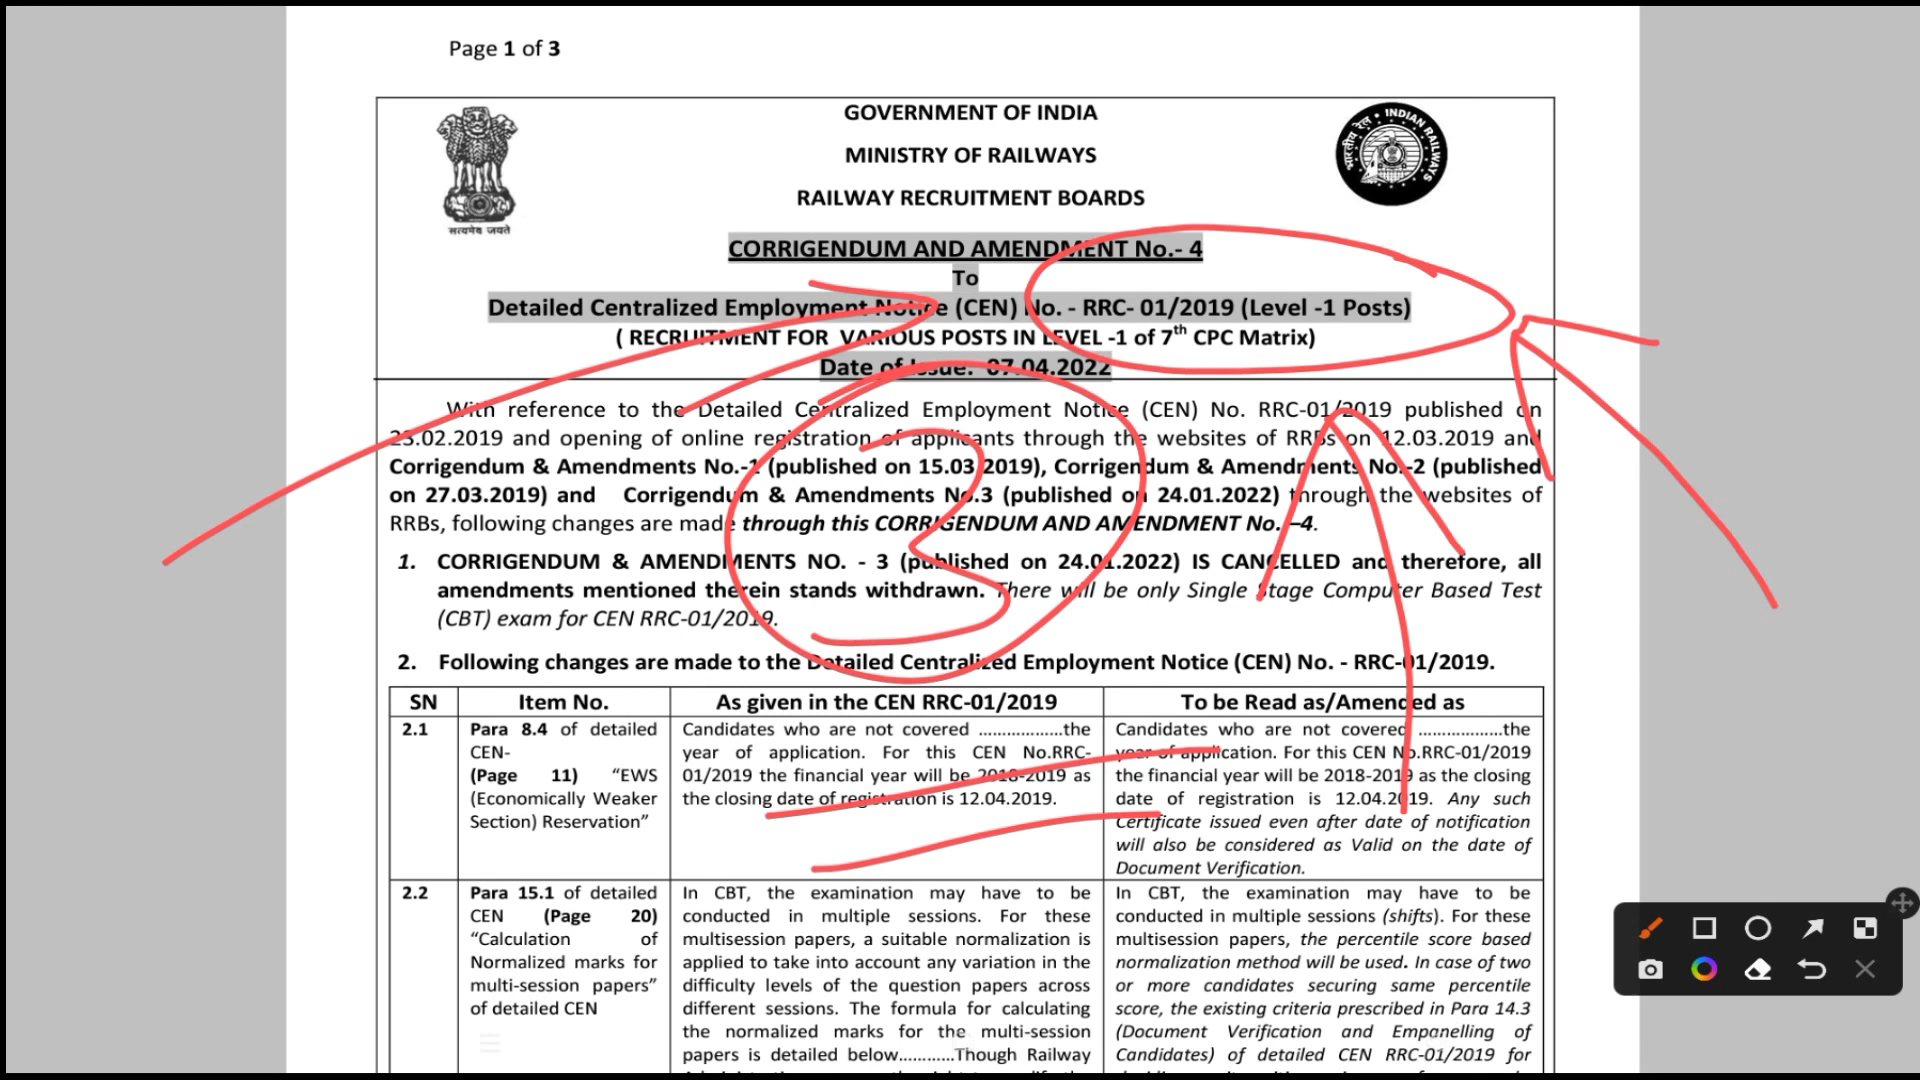 Page 1 of 3
GOVERNMENT OF INDIA
MINISTRY OF RAILWAYS
RAILWAY RECRUITMENT BOARDS
सत्यमेव जयते
भारतीय रेल • INDIAN RAILWAYS
CORRIGENDUM AND AMENDMENT No.- 4
To
Detailed Centralized Employment Notice (CEN) No. - RRC- 01/2019 (Level -1 Posts)
( RECRUITMENT FOR VARIOUS POSTS IN LEVEL -1 of 7th CPC Matrix)
Date of Issue: 07.04.2022
With reference to the Detailed Centralized Employment Notice (CEN) No. RRC-01/2019 published on
23.02.2019 and opening of online registration of applicants through the websites of RRBs on 12.03.2019 and
Corrigendum & Amendments No.-1 (published on 15.03.2019), Corrigendum & Amendments No.-2 (published
on 27.03.2019) and Corrigendum & Amendments No.3 (published on 24.01.2022) through the websites of
RRBs, following changes are made through this CORRIGENDUM AND AMENDMENT No. –4.
3
1. CORRIGENDUM & AMENDMENTS NO. - 3 (published on 24.01.2022) IS CANCELLED and therefore, all
amendments mentioned therein stands withdrawn. There will be only Single Stage Computer Based Test
(CBT) exam for CEN RRC-01/2019.
2. Following changes are made to the Detailed Centralized Employment Notice (CEN) No. - RRC-01/2019.
SN
Item No.
As given in the CEN RRC-01/2019
To be Read as/Amended as
2.1
Para 8.4 of detailed
CEN-
(Page 11) “EWS
(Economically Weaker
Section) Reservation”
Candidates who are not covered ..................the
year of application. For this CEN No.RRC-
01/2019 the financial year will be 2018-2019 as
the closing date of registration is 12.04.2019.
Candidates who are not covered ..................the
year of application. For this CEN No.RRC-01/2019
the financial year will be 2018-2019 as the closing
date of registration is 12.04.2019. Any such
Certificate issued even after date of notification
will also be considered as Valid on the date of
Document Verification.
2.2
Para 15.1 of detailed
CEN (Page 20)
“Calculation of
Normalized marks for
multi-session papers”
of detailed CEN
In CBT, the examination may have to be
conducted in multiple sessions. For these
multisession papers, a suitable normalization is
applied to take into account any variation in the
difficulty levels of the question papers across
different sessions. The formula for calculating
the normalized marks for the multi-session
papers is detailed below............Though Railway
In CBT, the examination may have to be
conducted in multiple sessions (shifts). For these
multisession papers, the percentile score based
normalization method will be used. In case of two
or more candidates securing same percentile
score, the existing criteria prescribed in Para 14.3
(Document Verification and Empanelling of
Candidates) of detailed CEN RRC-01/2019 for